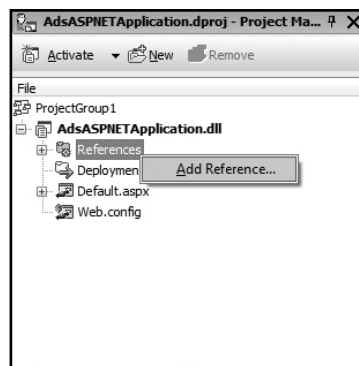 AdsASPNETApplication.dproj - Project Ma...
Activate New Remove
File
ProjectGroup1
AdsASPNETApplication.dll
References
Add Reference...
Deploymen
Default.aspx
Web.config